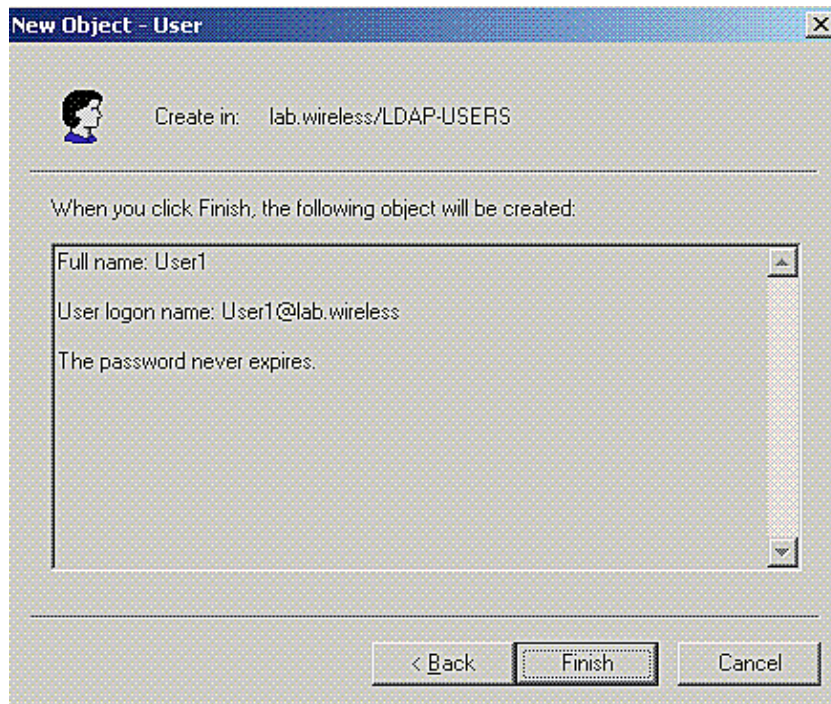 New Object - User
Create in: lab.wireless/LDAP-USERS
When you click Finish, the following object will be created:
Full name: User1
User logon name: User1@lab.wireless
The password never expires.
< Back
Finish
Cancel